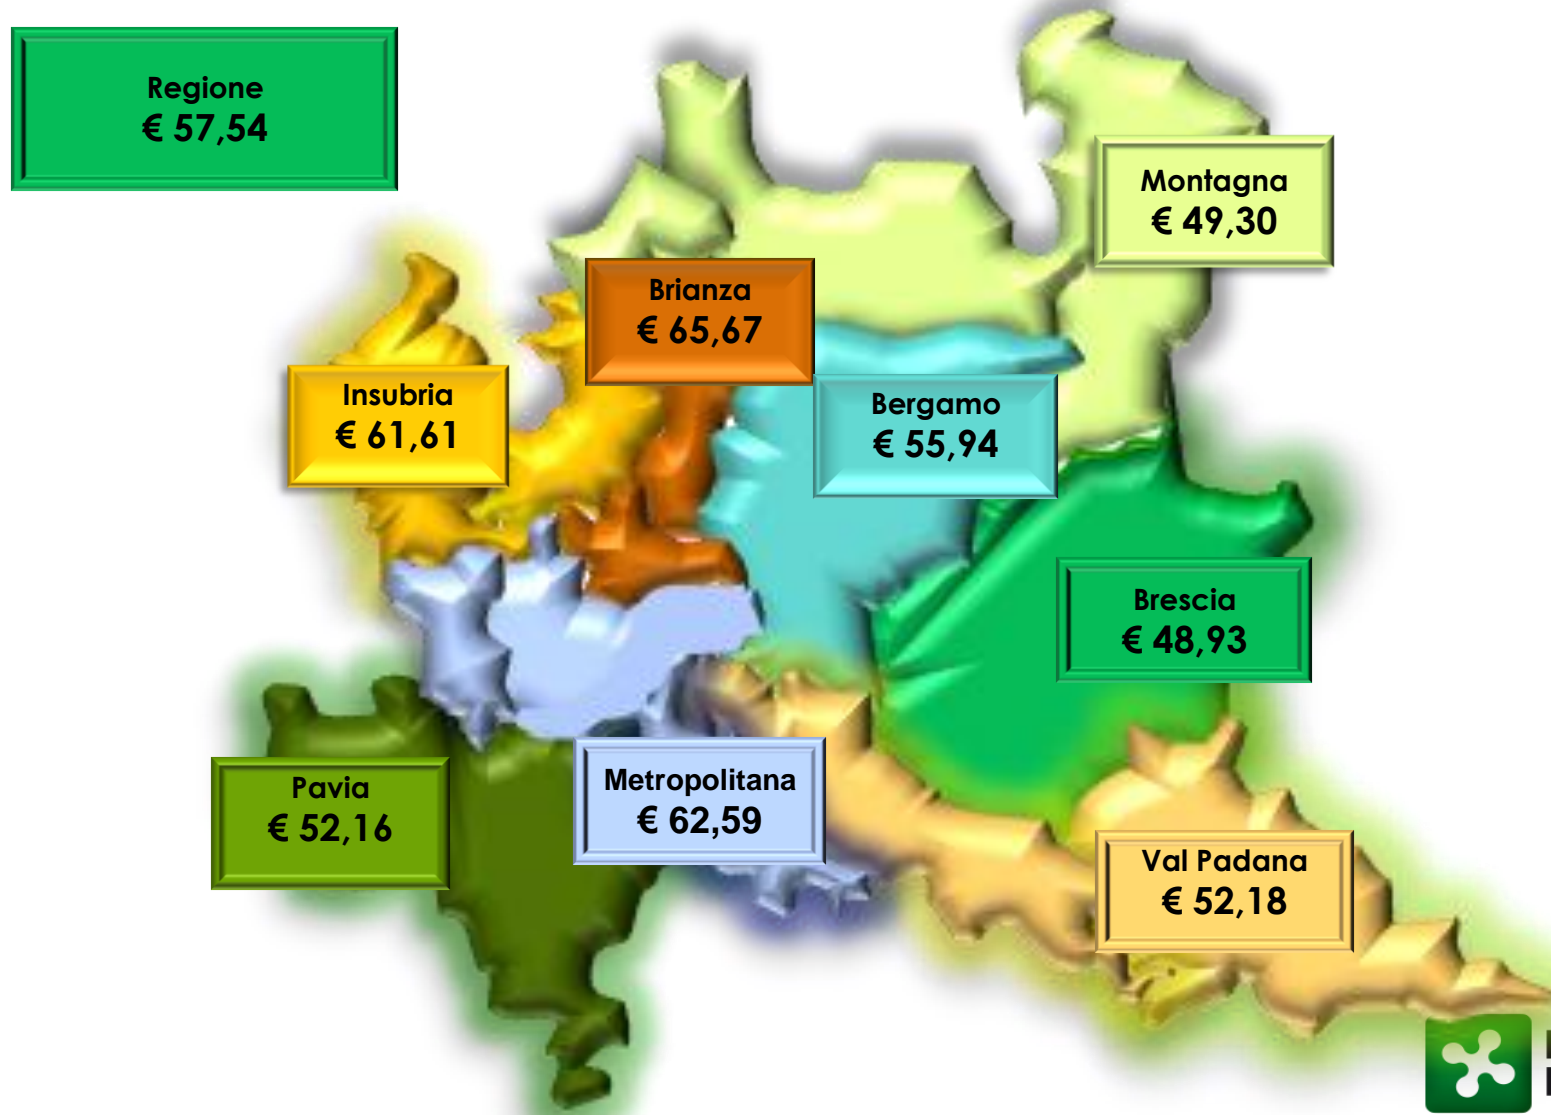 Regione
€ 57,54
Montagna
€ 49,30
Brianza
€ 65,67
Insubria
€ 61,61
Bergamo
€ 55,94
Brescia
€ 48,93
Pavia
€ 52,16
Metropolitana
€ 62,59
Val Padana
€ 52,18